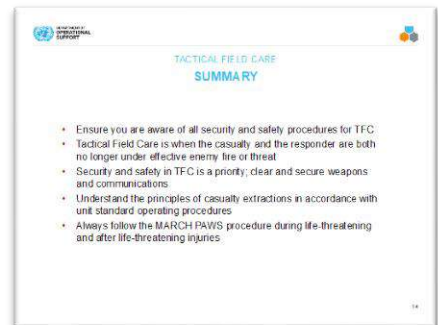 DEPARTMENT OF
OPERATIONAL
SUPPORT
TACTICAL FIELD CARE
SUMMARY
• Ensure you are aware of all security and safety procedures for TFC
• Tactical Field Care is when the casualty and the responder are both
no longer under effective enemy fire or threat
• Security and safety in TFC is a priority; clear and secure weapons
and communications
• Understand the principles of casualty extractions in accordance with
unit standard operating procedures
• Always follow the MARCH PAWS procedure during life-threatening
and after life-threatening injuries